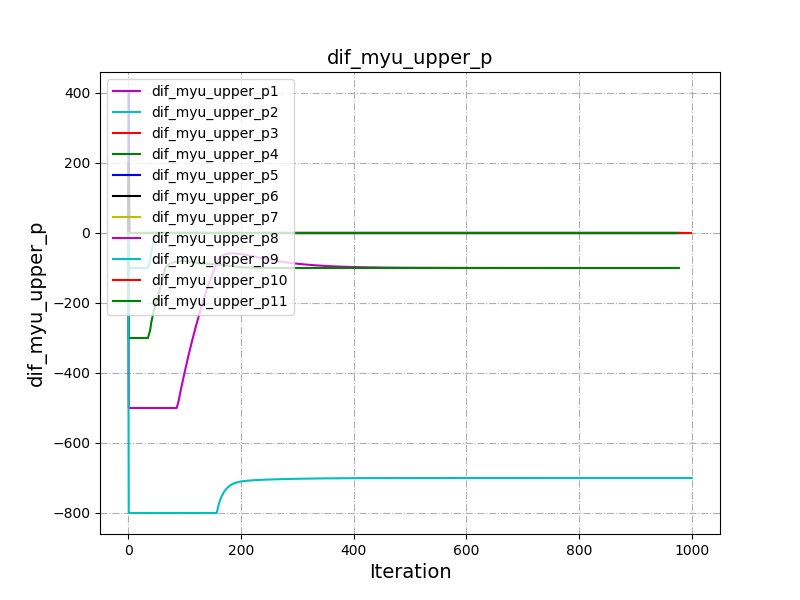 dif_myu_upper_p
dif_myu_upper_p
400
200
0
−200
−400
−600
−800
dif_myu_upper_p1
dif_myu_upper_p2
dif_myu_upper_p3
dif_myu_upper_p4
dif_myu_upper_p5
dif_myu_upper_p6
dif_myu_upper_p7
dif_myu_upper_p8
dif_myu_upper_p9
dif_myu_upper_p10
dif_myu_upper_p11
0 200 400 600 800 1000
Iteration